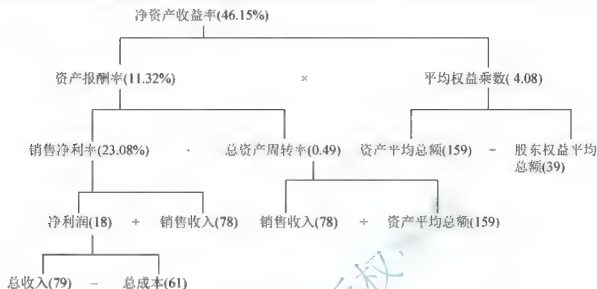 净资产收益率(46.15%)
资产报酬率(11.32%) × 平均权益乘数( 4.08)
销售净利率(23.08%) · 总资产周转率(0.49) 资产平均总额(159) ÷ 股东权益平均
总额(39)
净利润(18) ÷ 销售收入(78) 销售收入(78) ÷ 资产平均总额(159)
总收入(79) − 总成本(61)
版权